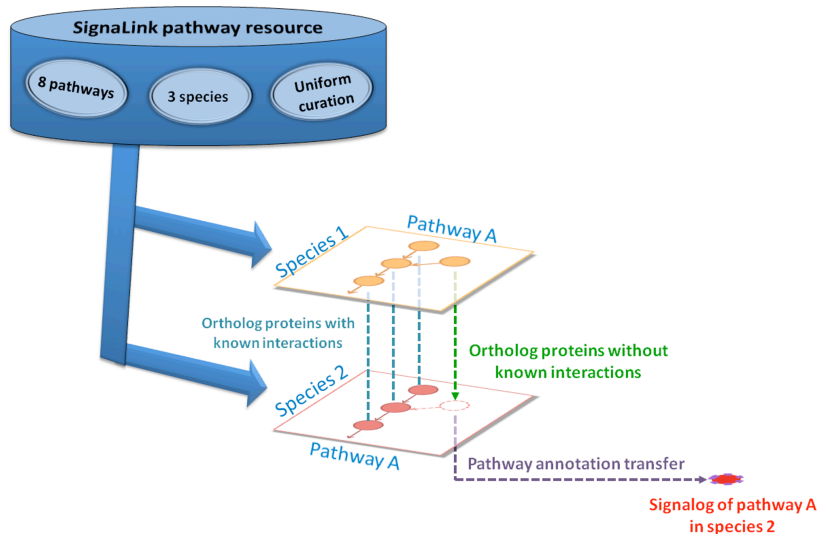 SignaLink pathway resource
8 pathways
3 species
Uniform
curation
Species 1
Pathway A
Ortholog proteins with
known interactions
Ortholog proteins without
known interactions
Species 2
Pathway A
Pathway annotation transfer
Signalog of pathway A
in species 2